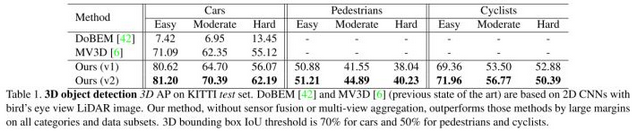 Method Cars Pedestrians Cyclists
Easy Moderate Hard Easy Moderate Hard Easy Moderate Hard
DoBEM [42] 7.42 6.95 13.45 - - - - - -
MV3D [6] 71.09 62.35 55.12 - - - - - -
Ours (v1) 80.62 64.70 56.07 50.88 41.55 38.04 69.36 53.50 52.88
Ours (v2) 81.20 70.39 62.19 51.21 44.89 40.23 71.96 56.77 50.39
Table 1. 3D object detection 3D AP on KITTI test set. DoBEM [42] and MV3D [6] (previous state of the art) are based on 2D CNNs with
bird's eye view LiDAR image. Our method, without sensor fusion or multi-view aggregation, outperforms those methods by large margins
on all categories and data subsets. 3D bounding box IoU threshold is 70% for cars and 50% for pedestrians and cyclists.